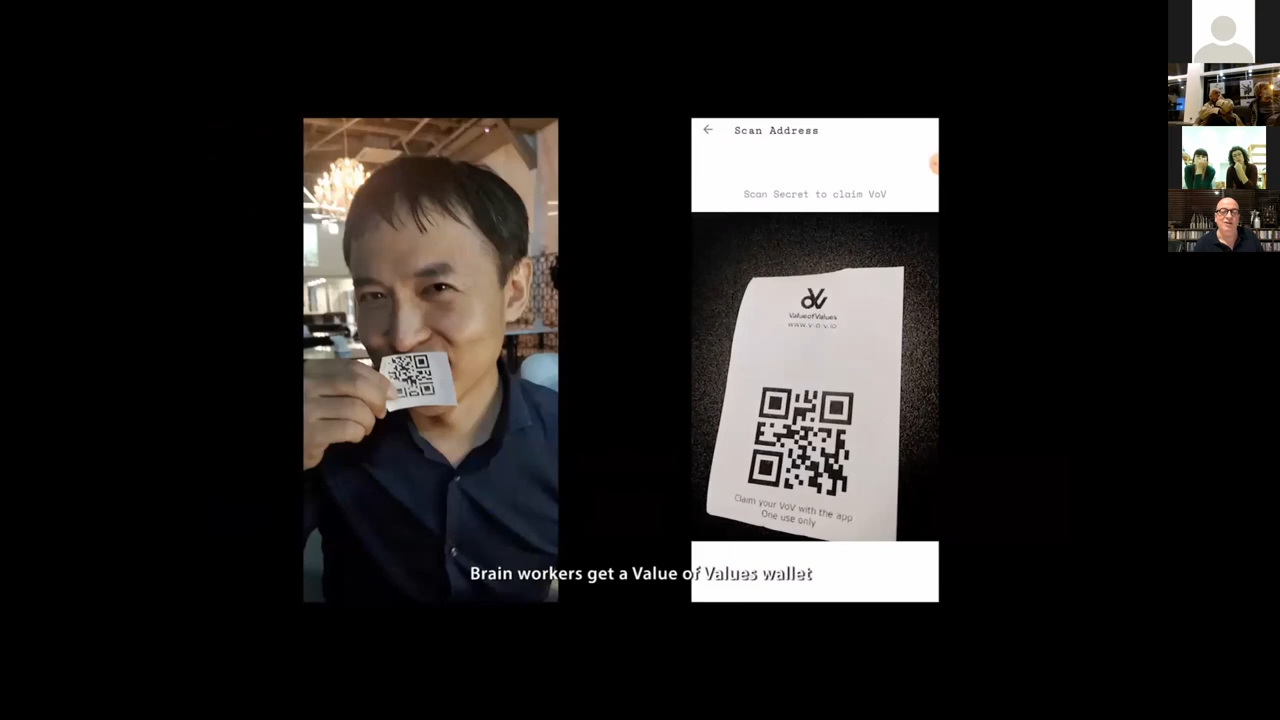 Scan Address
Scan Secret to claim VoV
ValueofValues
www.v-o-v.io
Claim your VoV with the app
One use only
Brain workers get a Value of Values wallet